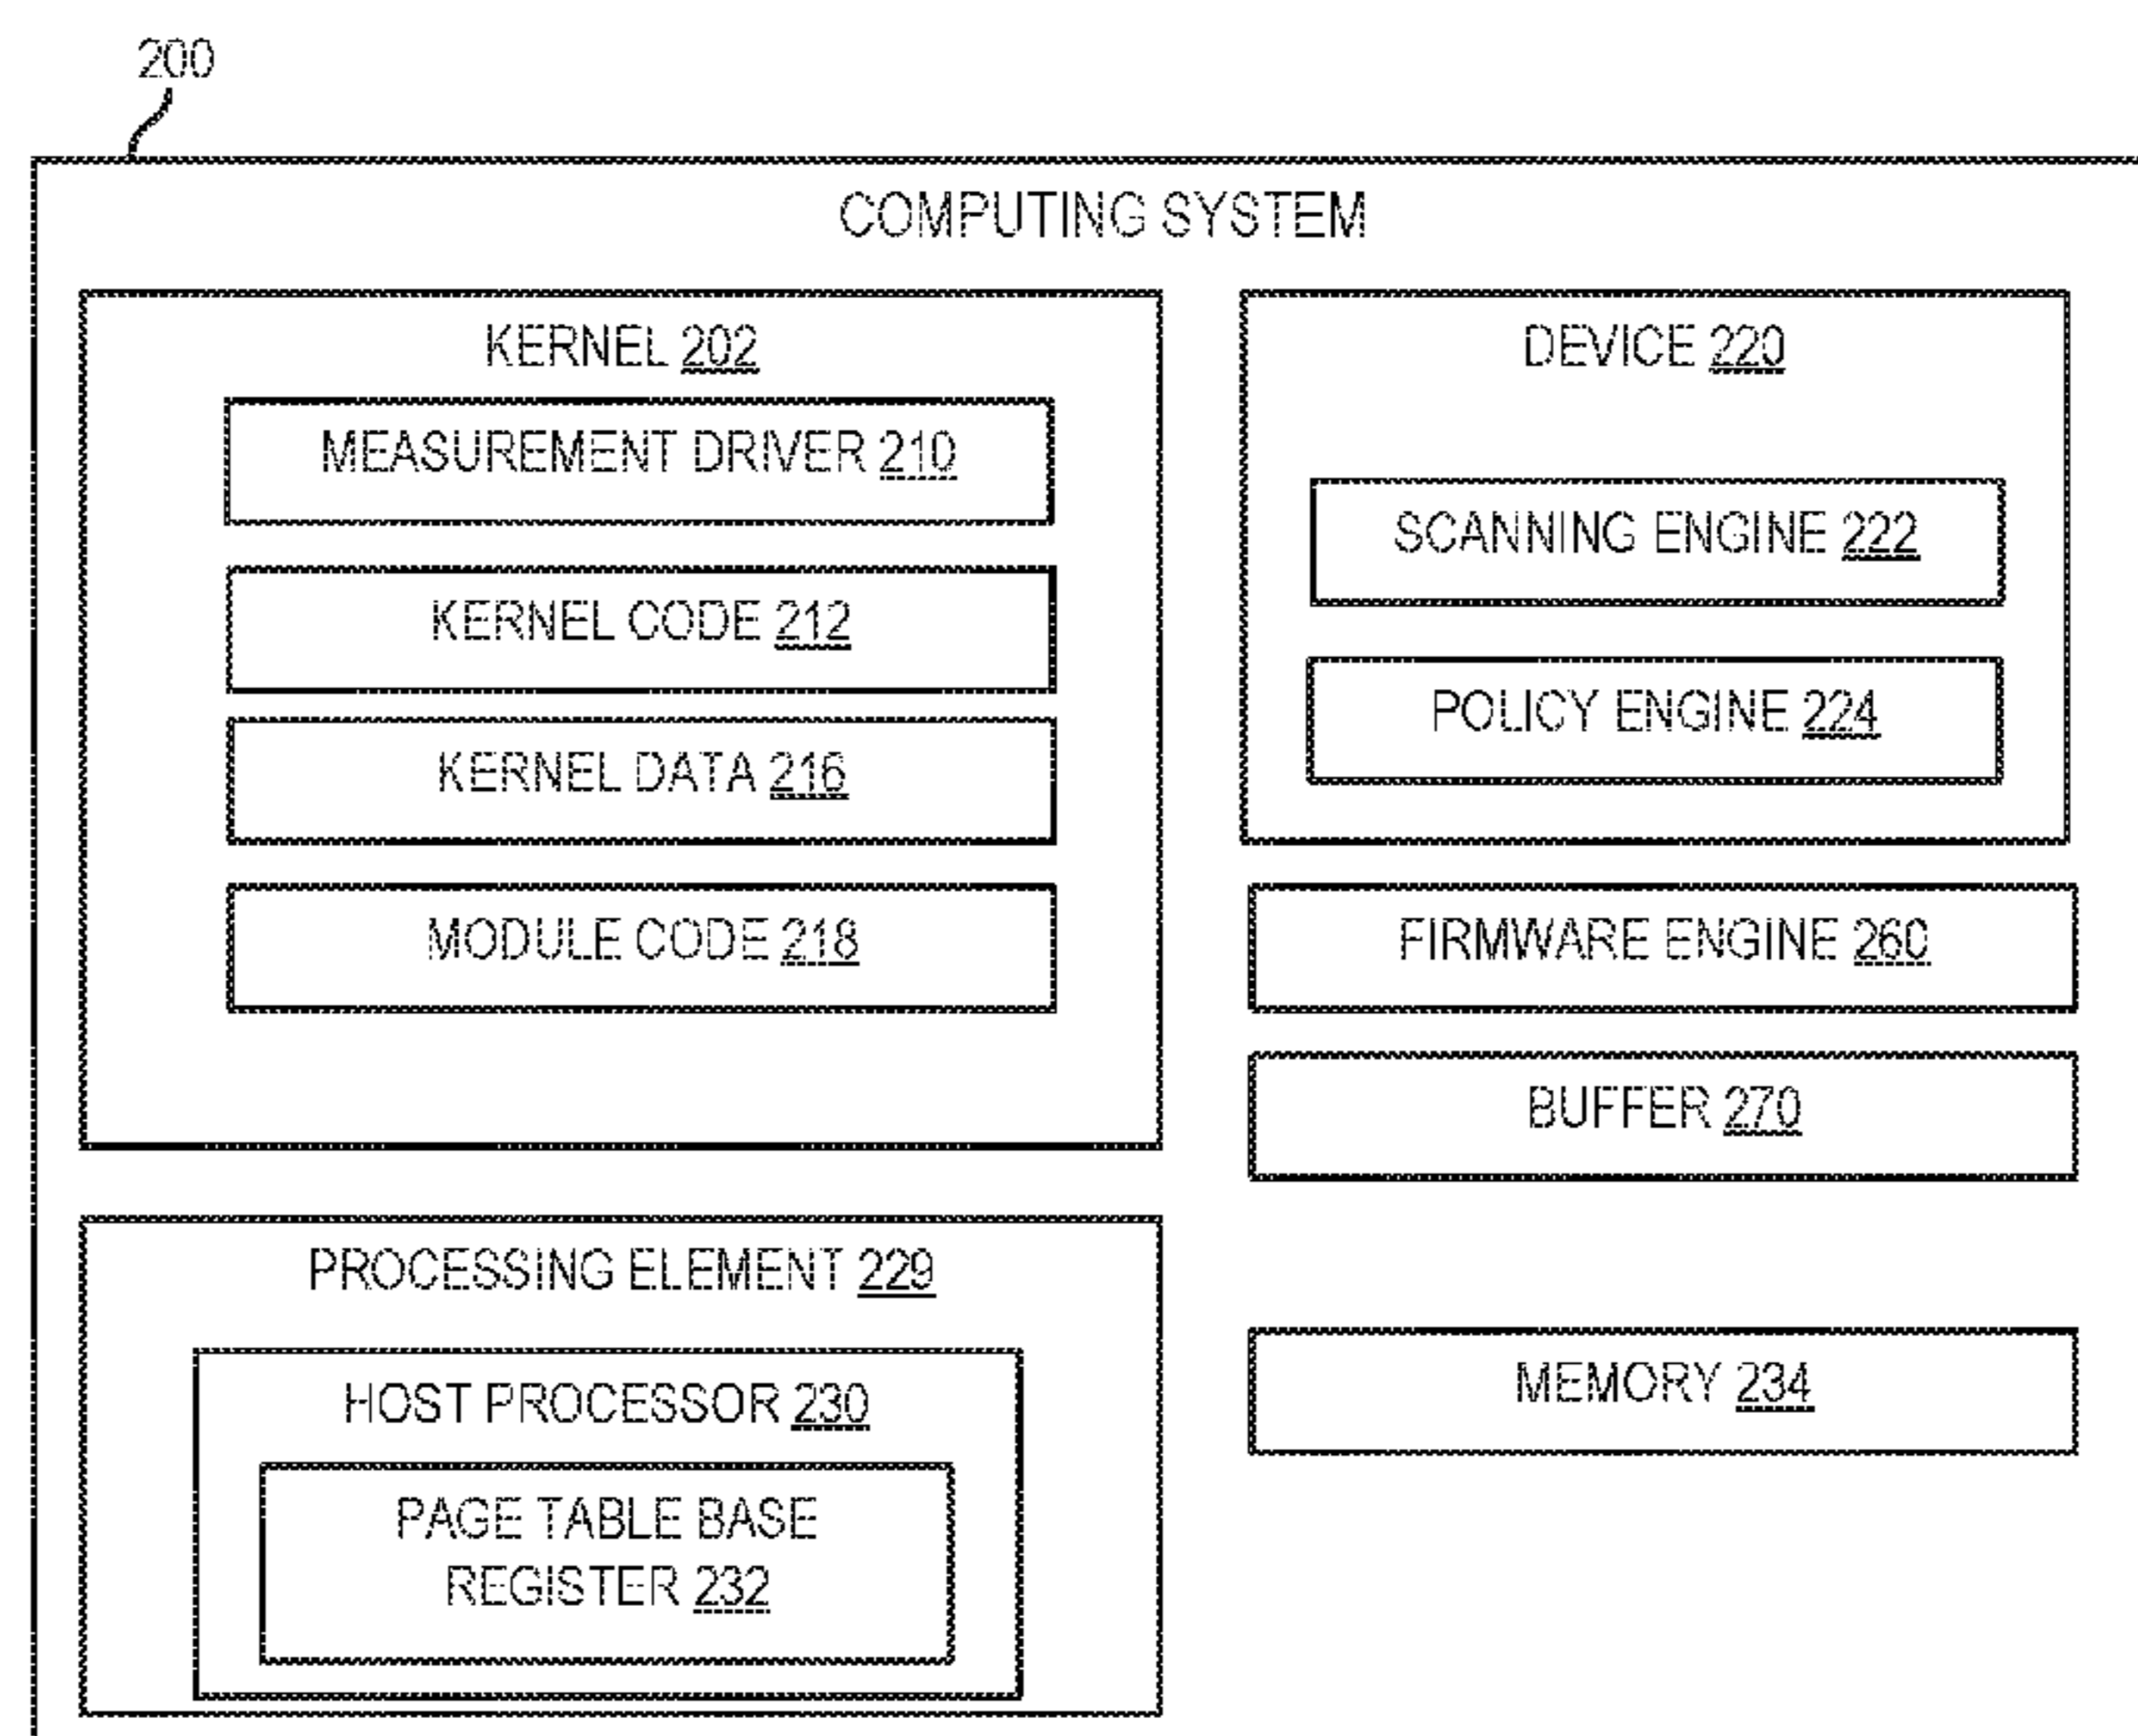 200
COMPUTING SYSTEM
KERNEL 202
MEASUREMENT DRIVER 210
KERNEL CODE 212
KERNEL DATA 216
MODULE CODE 218
DEVICE 220
SCANNING ENGINE 222
POLICY ENGINE 224
FIRMWARE ENGINE 260
BUFFER 270
PROCESSING ELEMENT 229
HOST PROCESSOR 230
PAGE TABLE BASE
REGISTER 232
MEMORY 234